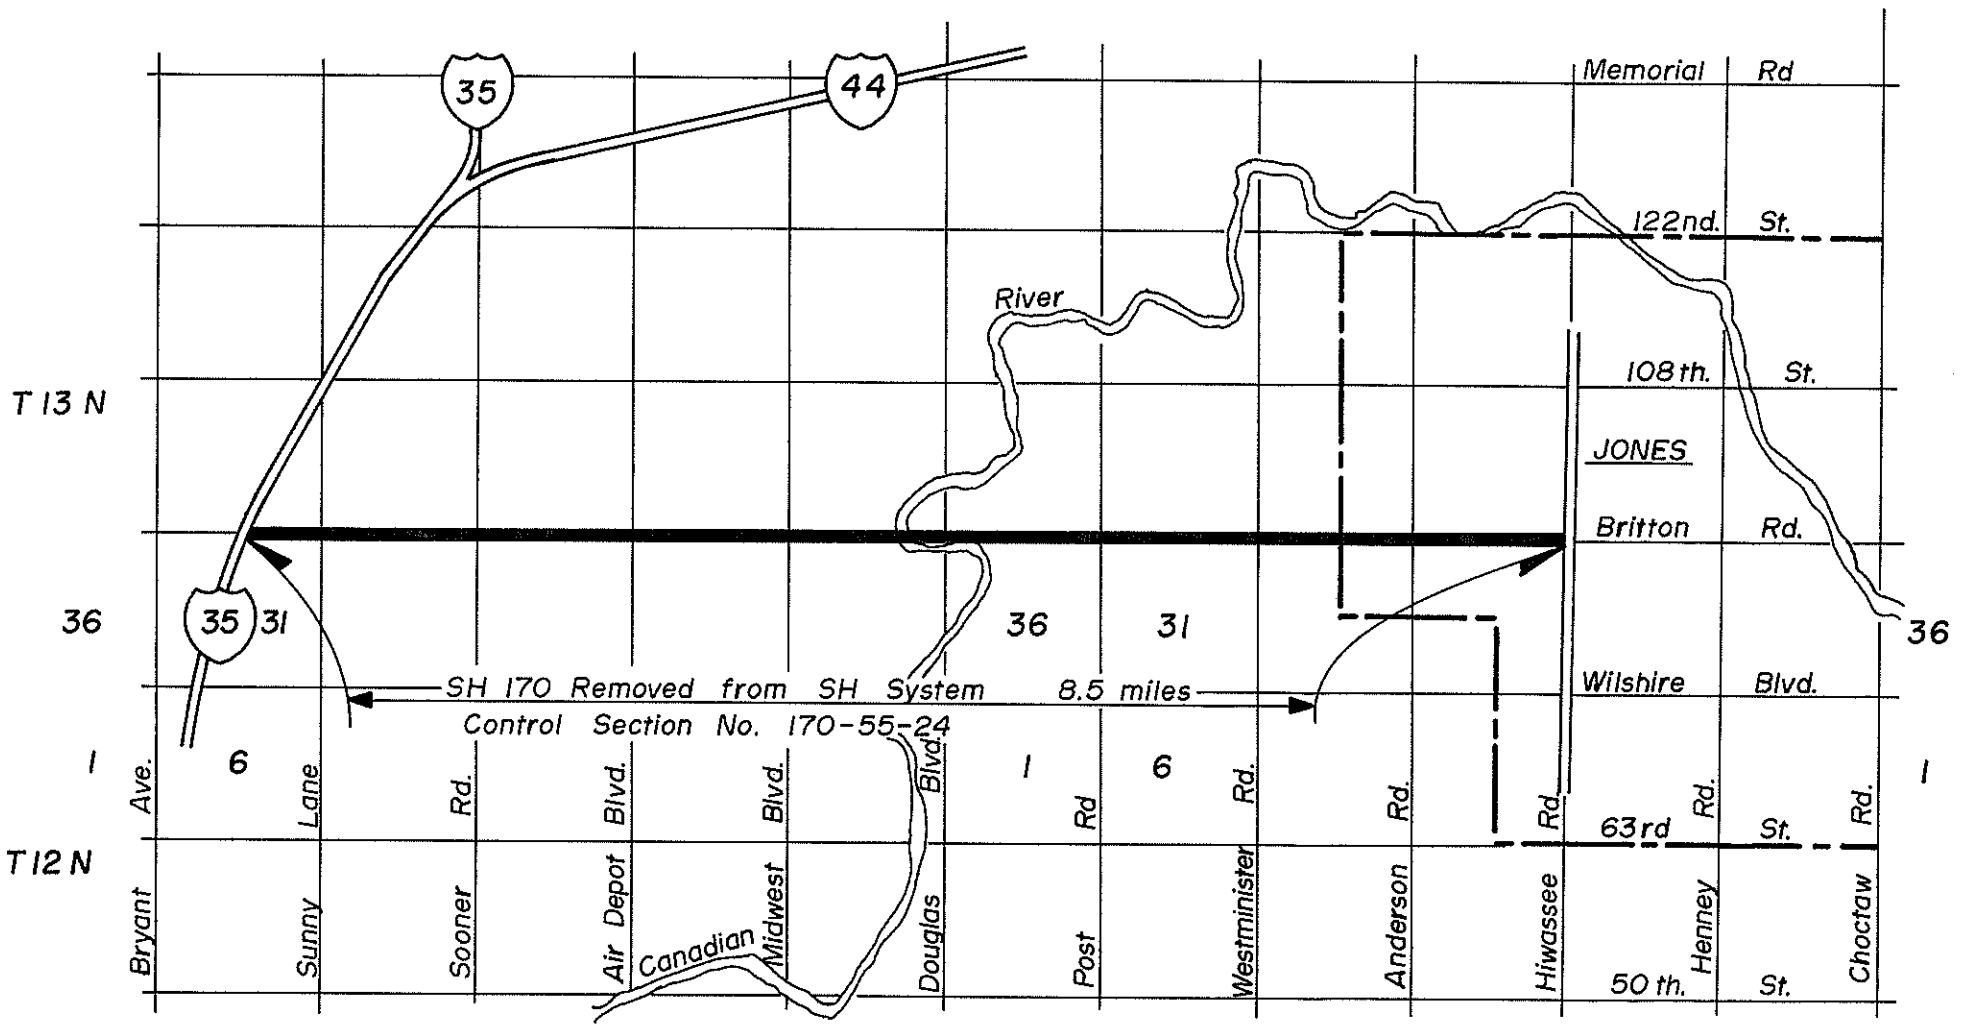 Memorial Rd
35
44
122nd. St.
River
108th. St.
T 13 N
JONES
Britton Rd.
36
35
31
36
31
36
SH 170 Removed from SH System 8.5 miles
Wilshire Blvd.
Control Section No. 170-55-24
1
6
1
6
1
63rd St.
T 12 N
Bryant Ave.
Sunny Lane
Sooner Rd.
Air Depot Blvd.
Midwest Blvd.
Douglas Blvd.
Post Rd
Westminister Rd.
Anderson Rd.
Hiwassee Rd.
Henney Rd.
Choctaw Rd.
Canadian
50th. St.